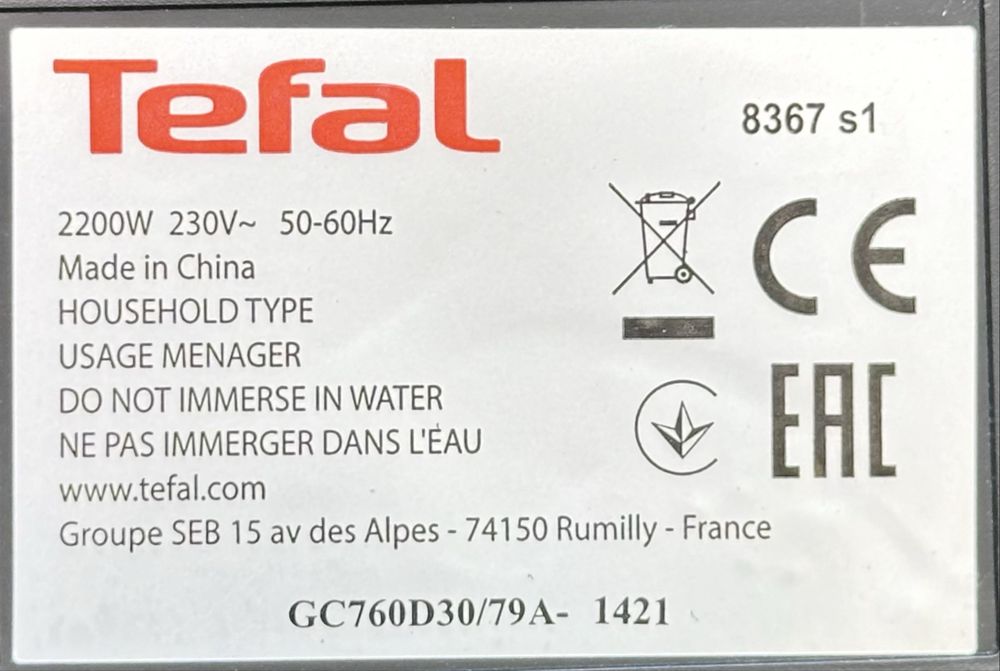 Tefal
8367 s1
2200W 230V~ 50-60Hz
Made in China
HOUSEHOLD TYPE
USAGE MENAGER
DO NOT IMMERSE IN WATER
NE PAS IMMERGER DANS L'ÉAU
www.tefal.com
Groupe SEB 15 av des Alpes - 74150 Rumilly - France
CE
EAC
GC760D30/79A- 1421